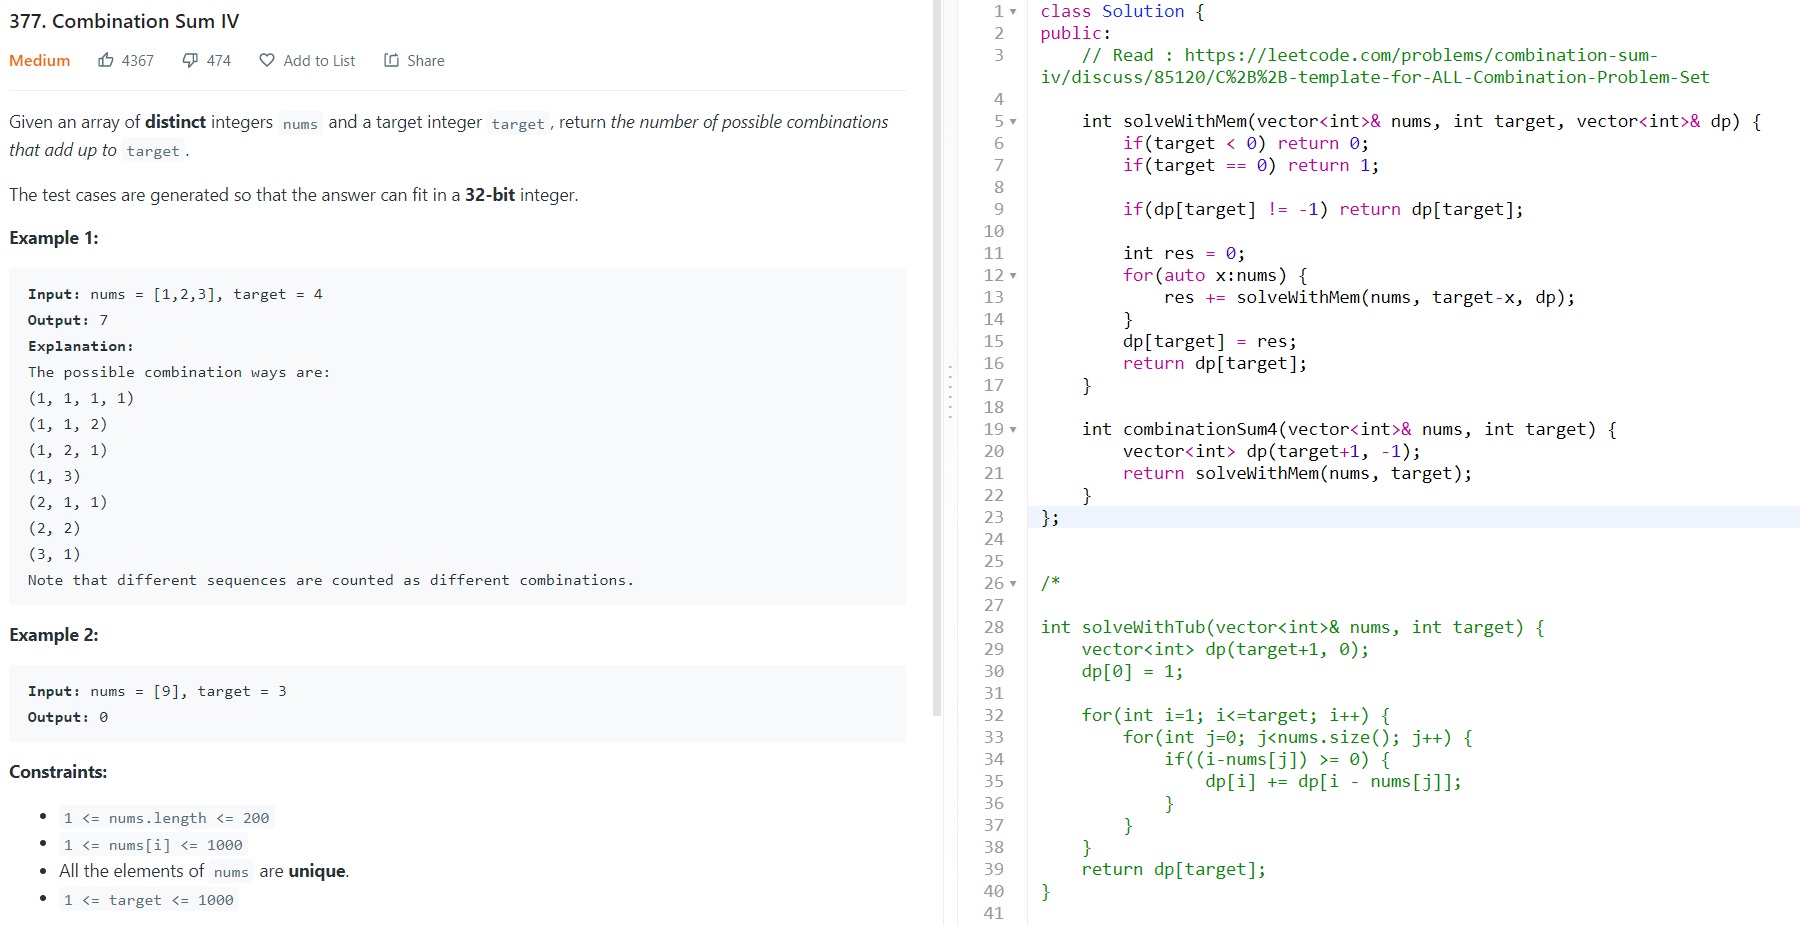 377. Combination Sum IV
Medium 4367 474 Add to List Share
Given an array of distinct integers nums and a target integer target, return the number of possible combinations
that add up to target.
The test cases are generated so that the answer can fit in a 32-bit integer.
Example 1:
Input: nums = [1,2,3], target = 4
Output: 7
Explanation:
The possible combination ways are:
(1, 1, 1, 1)
(1, 1, 2)
(1, 2, 1)
(1, 3)
(2, 1, 1)
(2, 2)
(3, 1)
Note that different sequences are counted as different combinations.
Example 2:
Input: nums = [9], target = 3
Output: 0
Constraints:
• 1 <= nums.length <= 200
• 1 <= nums[i] <= 1000
• All the elements of nums are unique.
• 1 <= target <= 1000
1 class Solution {
2 public:
3     // Read : https://leetcode.com/problems/combination-sum-
iv/discuss/85120/C%2B%2B-template-for-ALL-Combination-Problem-Set
4
5     int solveWithMem(vector<int>& nums, int target, vector<int>& dp) {
6         if(target < 0) return 0;
7         if(target == 0) return 1;
8
9         if(dp[target] != -1) return dp[target];
10
11         int res = 0;
12         for(auto x:nums) {
13             res += solveWithMem(nums, target-x, dp);
14         }
15         dp[target] = res;
16         return dp[target];
17     }
18
19     int combinationSum4(vector<int>& nums, int target) {
20         vector<int> dp(target+1, -1);
21         return solveWithMem(nums, target);
22     }
23 };
24
25
26 /*
27
28 int solveWithTub(vector<int>& nums, int target) {
29     vector<int> dp(target+1, 0);
30     dp[0] = 1;
31
32     for(int i=1; i<=target; i++) {
33         for(int j=0; j<nums.size(); j++) {
34             if((i-nums[j]) >= 0) {
35                 dp[i] += dp[i - nums[j]];
36             }
37         }
38     }
39     return dp[target];
40 }
41